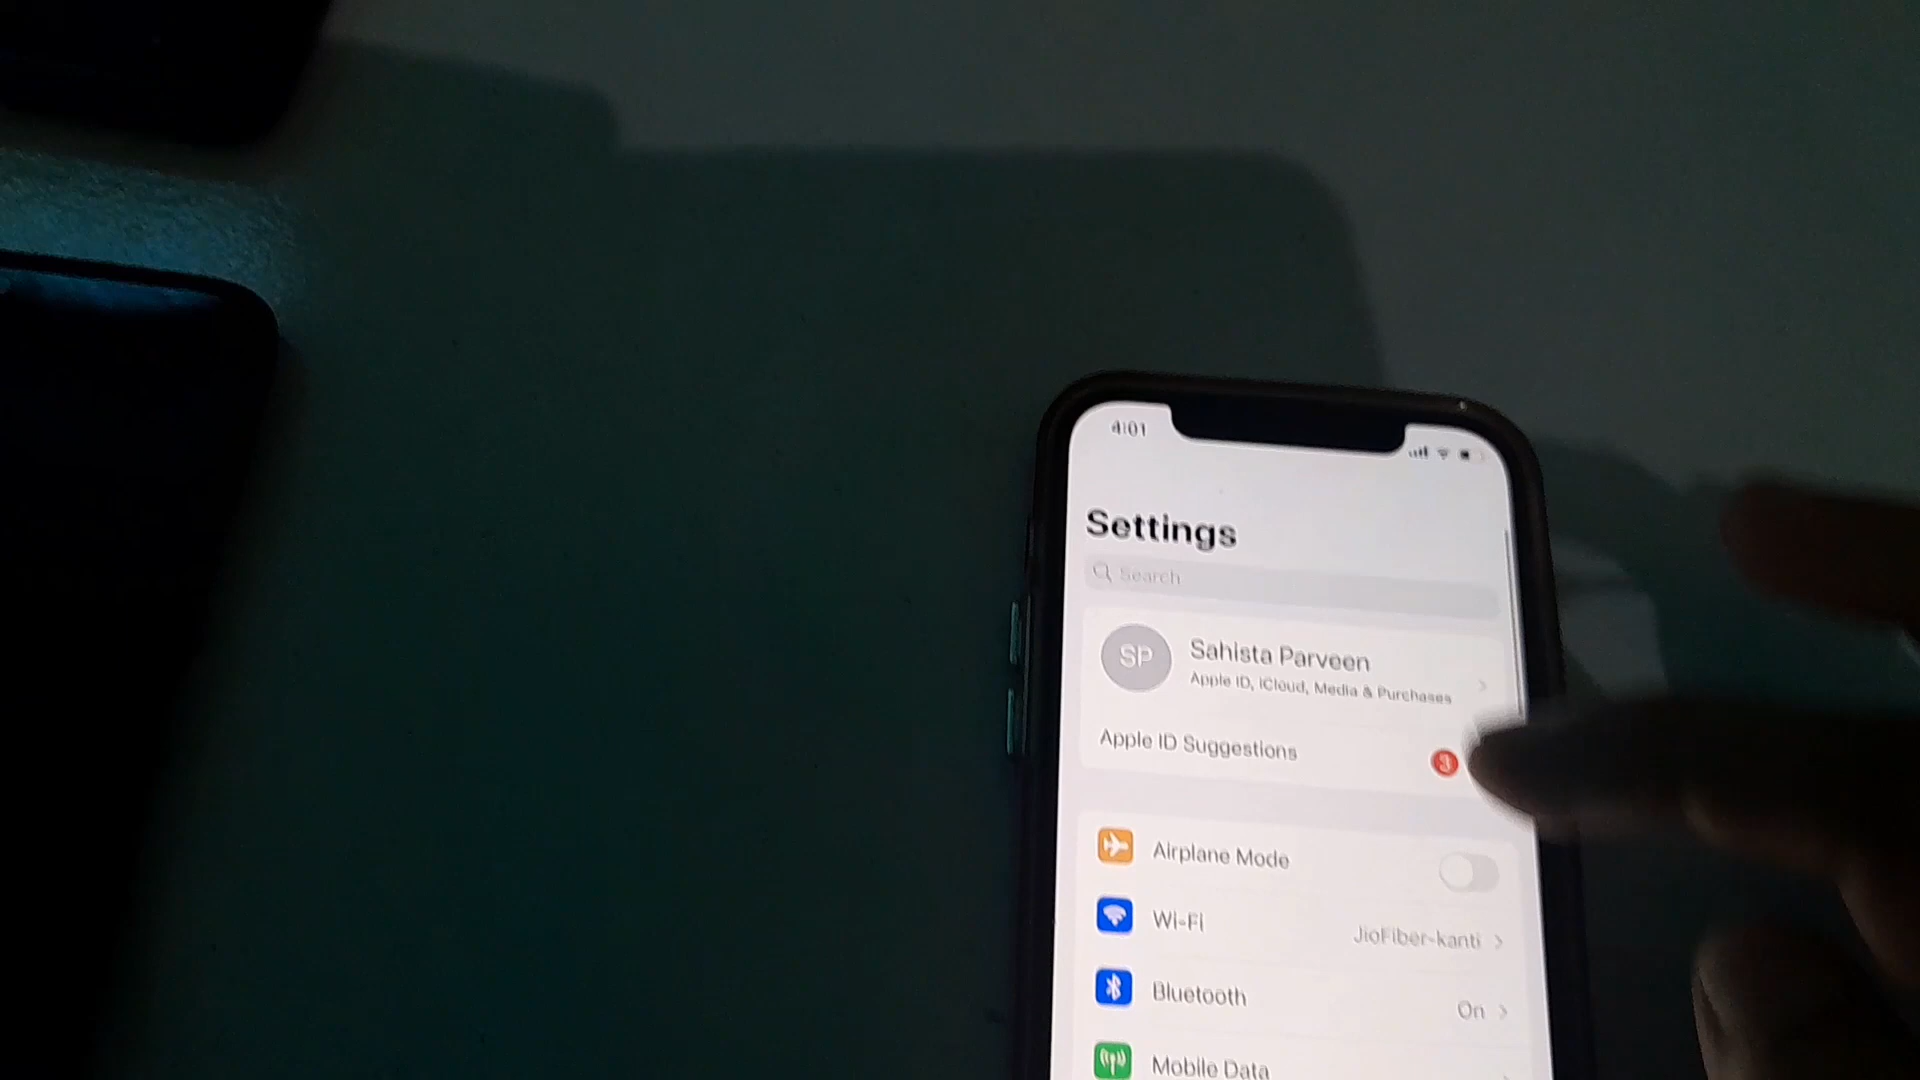 4:01
Settings
Search
SP
Sahista Parveen
Apple ID, iCloud, Media & Purchases
Apple ID Suggestions
3
Airplane Mode
Wi-Fi
JioFiber-kanti
Bluetooth
On
Mobile Data